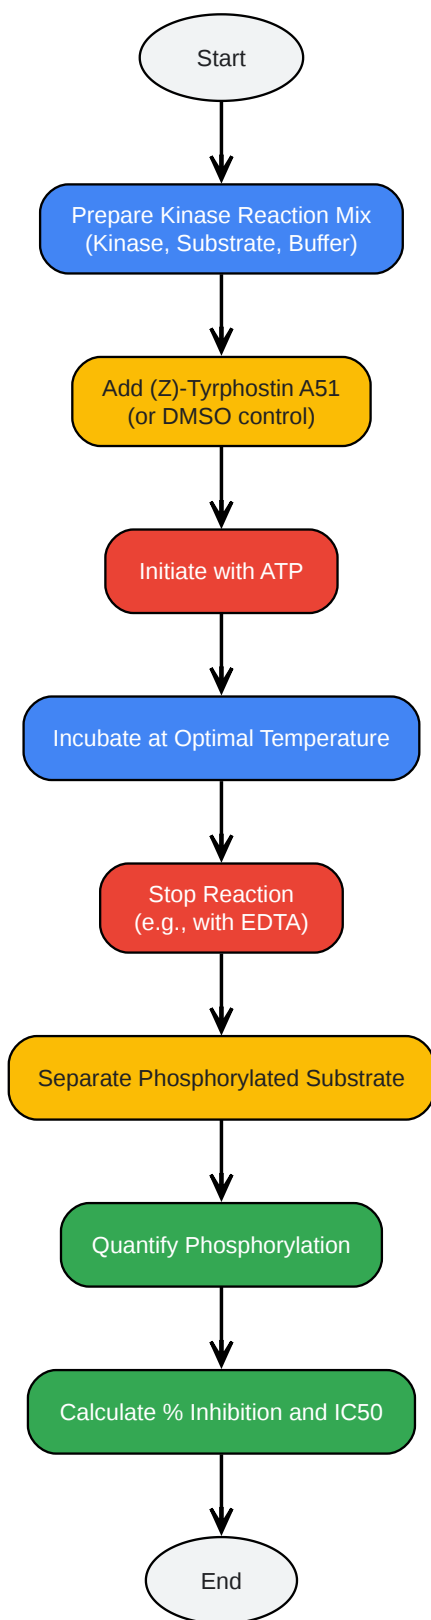 Start
Prepare Kinase Reaction Mix
(Kinase, Substrate, Buffer)
Add (Z)-Tyrphostin A51
(or DMSO control)
Initiate with ATP
Incubate at Optimal Temperature
Stop Reaction
(e.g., with EDTA)
Separate Phosphorylated Substrate
Quantify Phosphorylation
Calculate % Inhibition and IC50
End